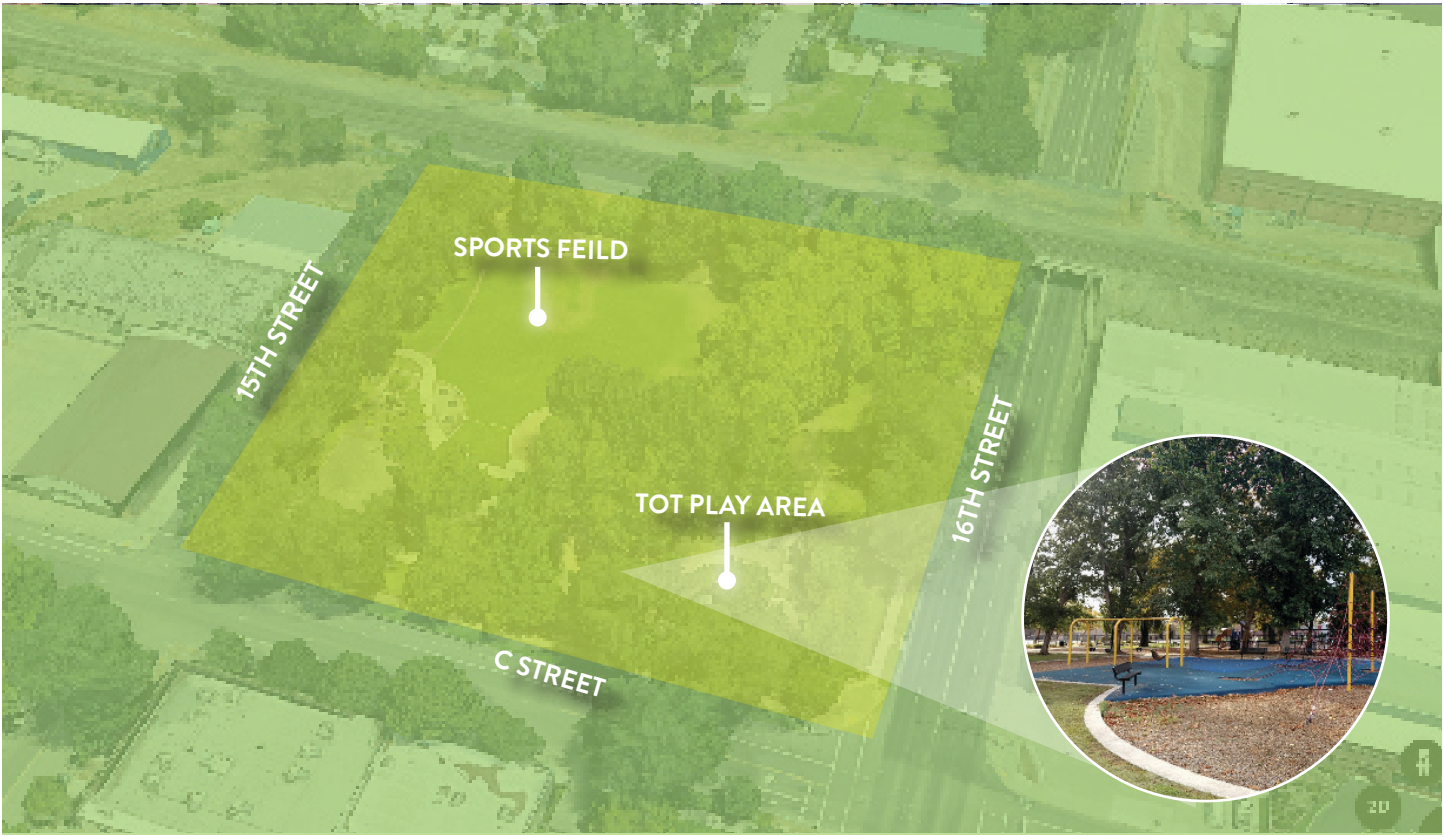 SPORTS FEILD
15TH STREET
16TH STREET
TOT PLAY AREA
C STREET
2D